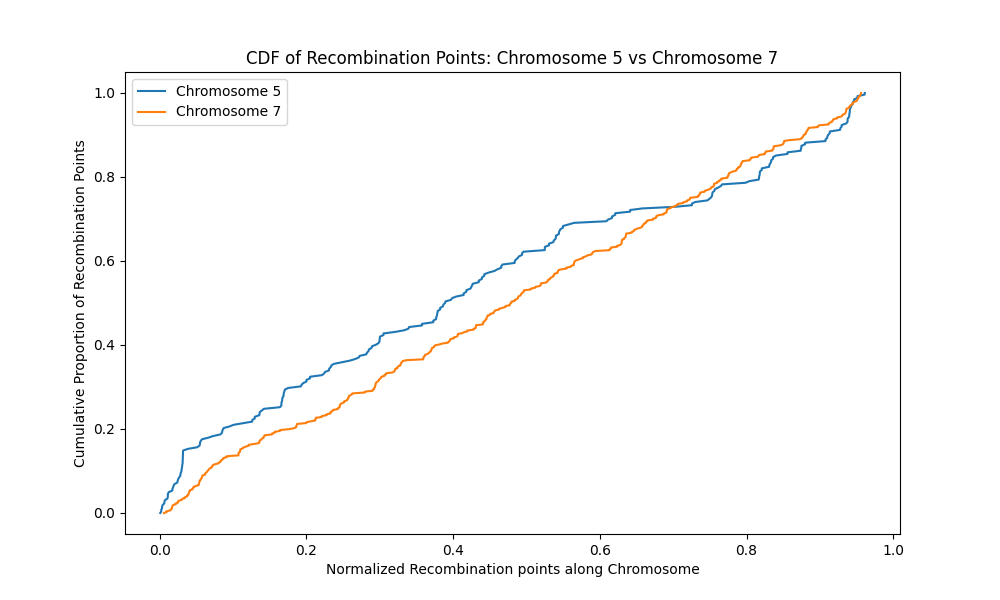 CDF of Recombination Points: Chromosome 5 vs Chromosome 7
Chromosome 5
Chromosome 7
Cumulative Proportion of Recombination Points
1.0
0.8
0.6
0.4
0.2
0.0
0.0 0.2 0.4 0.6 0.8 1.0
Normalized Recombination points along Chromosome